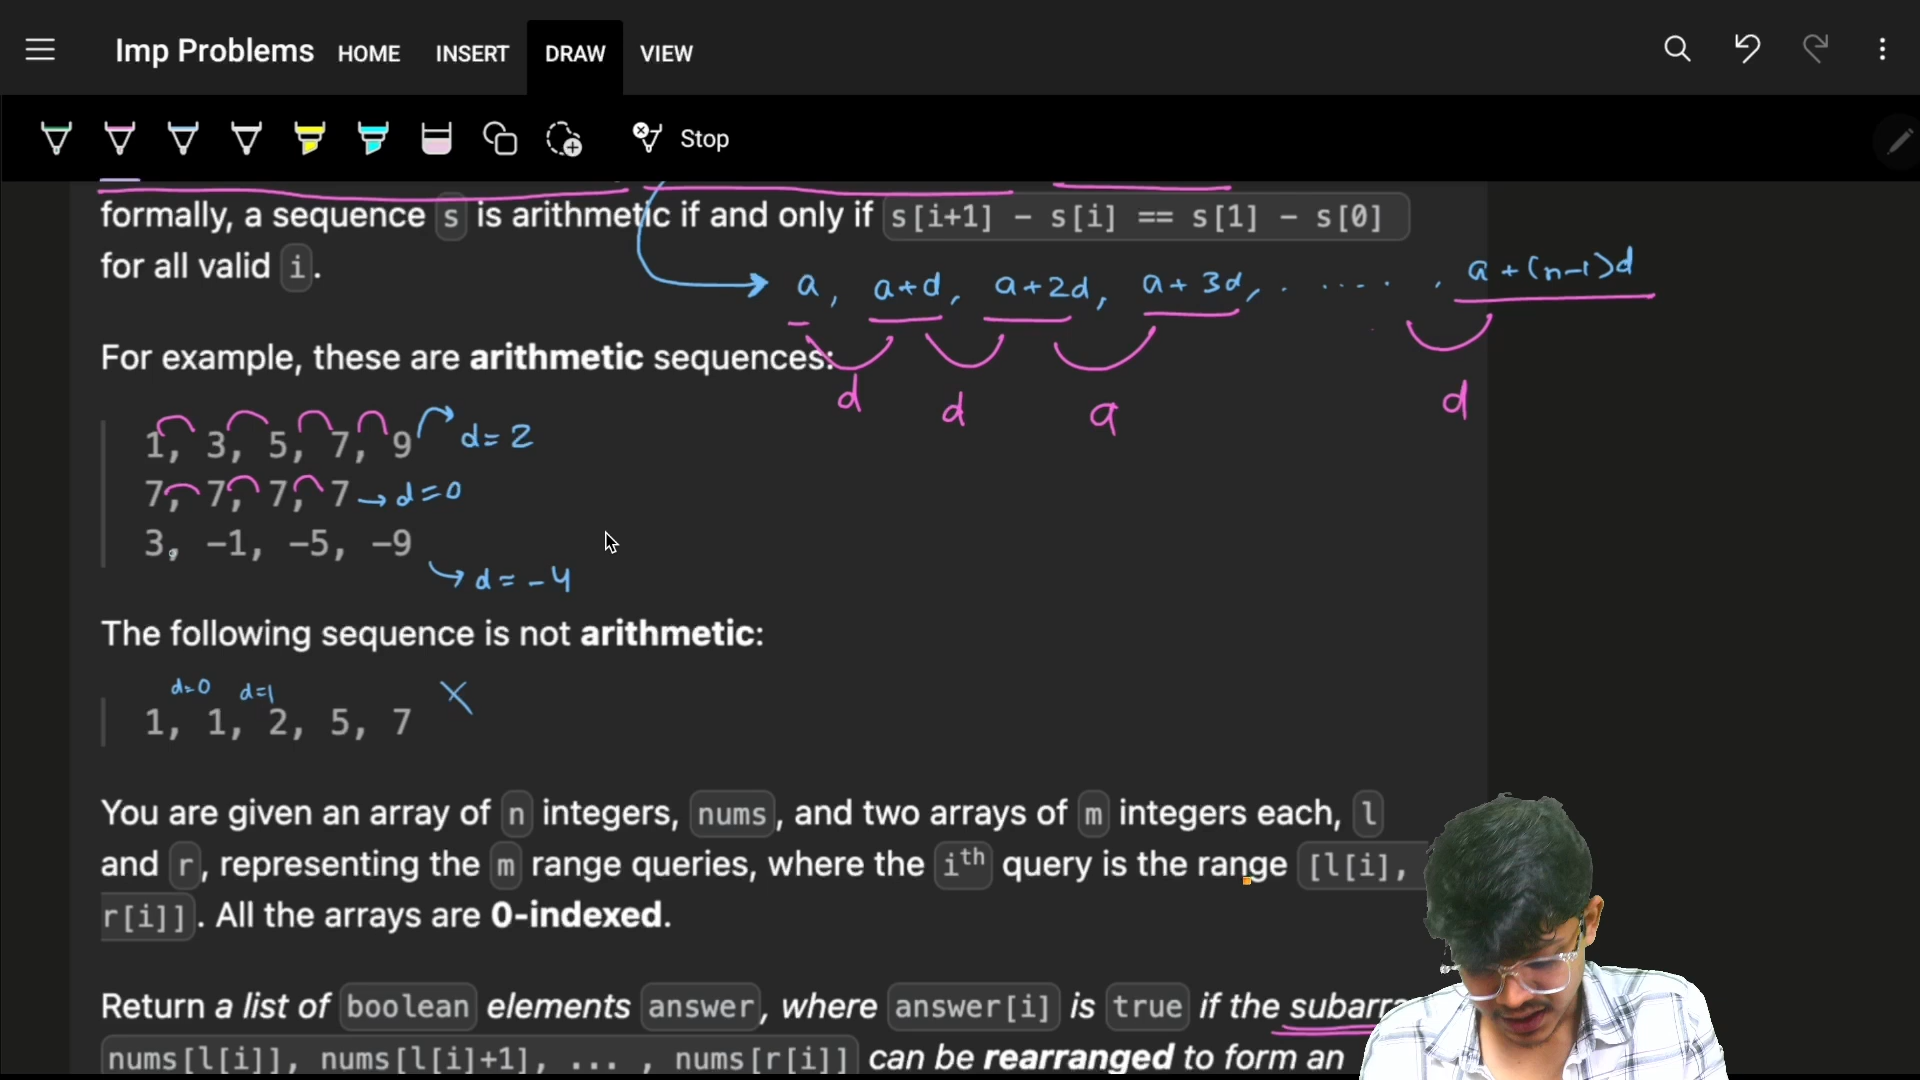 Imp Problems HOME INSERT DRAW VIEW
Stop
formally, a sequence s is arithmetic if and only if s[i+1] - s[i] == s[1] - s[0]
for all valid i.
a, a+d, a+2d, a+3d, . .... . a+(n-1)d
For example, these are arithmetic sequences:
d d a d
1, 3, 5, 7, 9 d=2
7, 7, 7, 7 → d=0
3, -1, -5, -9
d = -4
The following sequence is not arithmetic:
d=0 d=1
1, 1, 2, 5, 7
You are given an array of n integers, nums, and two arrays of m integers each, l
and r, representing the m range queries, where the ith query is the range [l[i],
r[i]]. All the arrays are 0-indexed.
Return a list of boolean elements answer, where answer[i] is true if the subarr
nums[l[i]], nums[l[i]+1], ... , nums[r[i]] can be rearranged to form an